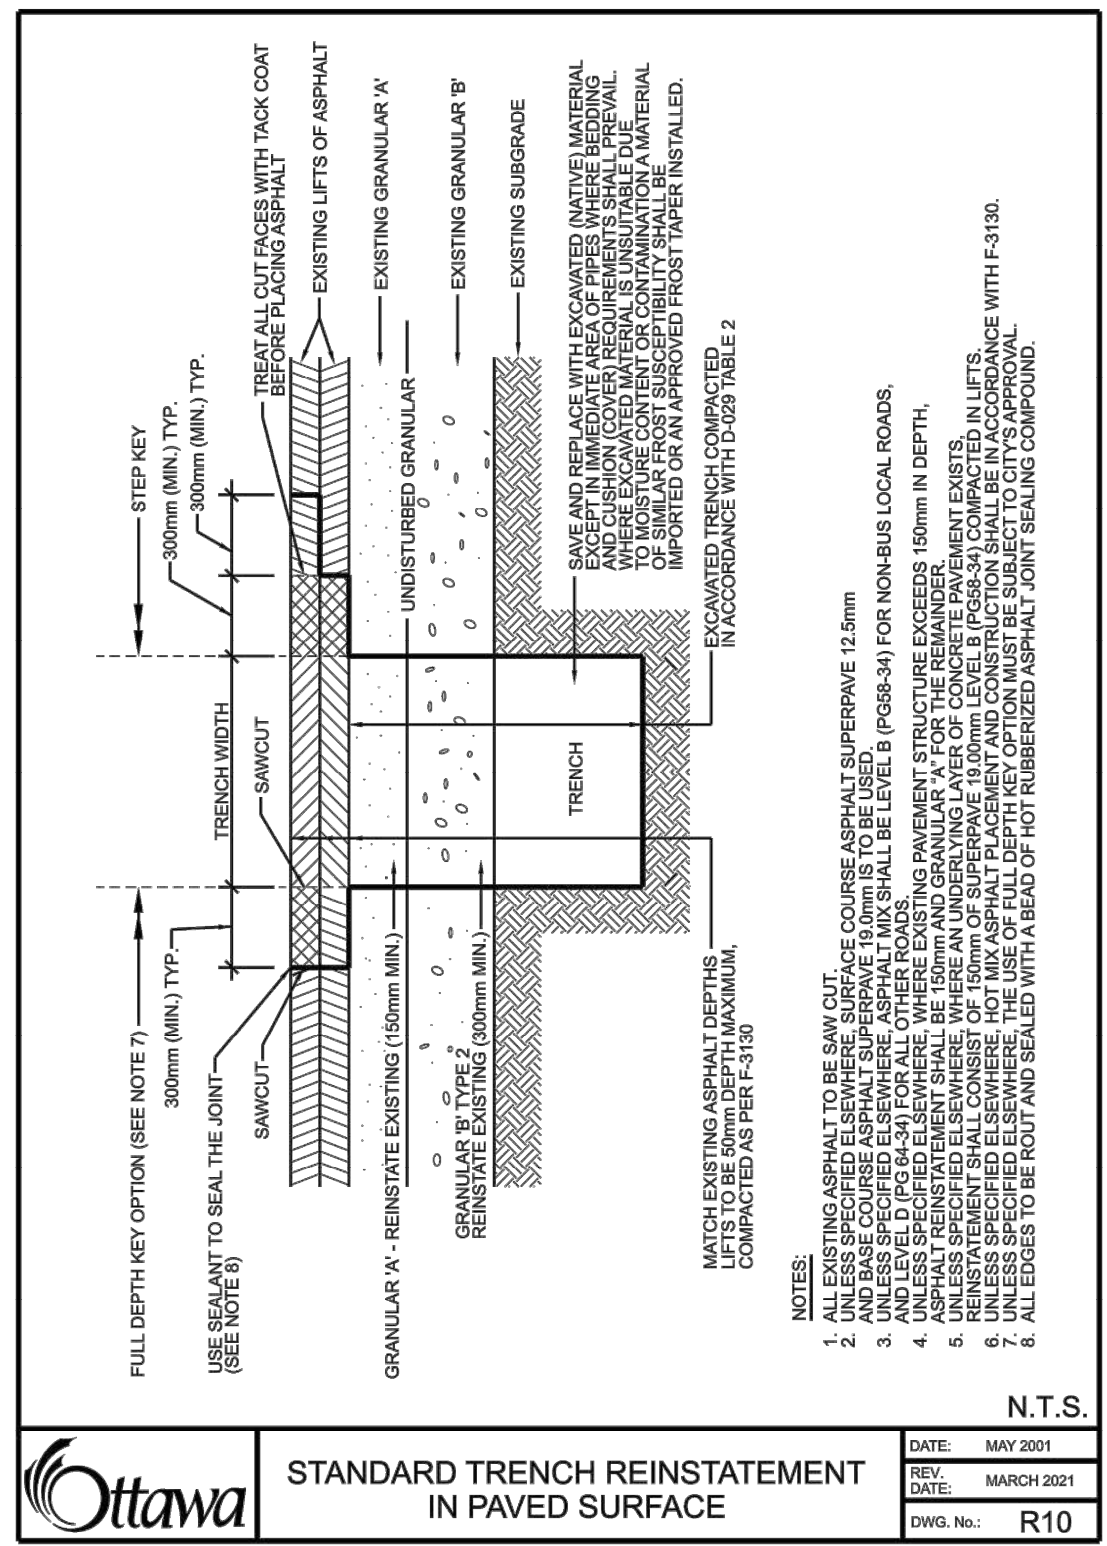 FULL DEPTH KEY OPTION (SEE NOTE 7)
STEP KEY
300mm (MIN.) TYP.
300mm (MIN.) TYP.
300mm (MIN.) TYP.
TRENCH WIDTH
USE SEALANT TO SEAL THE JOINT
(SEE NOTE 8)
SAWCUT
SAWCUT
TREAT ALL CUT FACES WITH TACK COAT
BEFORE PLACING ASPHALT
EXISTING LIFTS OF ASPHALT
EXISTING GRANULAR 'A'
UNDISTURBED GRANULAR
EXISTING GRANULAR 'B'
EXISTING SUBGRADE
GRANULAR 'A' - REINSTATE EXISTING (150mm MIN.)
GRANULAR 'B' TYPE 2
REINSTATE EXISTING (300mm MIN.)
TRENCH
SAVE AND REPLACE WITH EXCAVATED (NATIVE) MATERIAL
EXCEPT IN IMMEDIATE AREA OF PIPES WHERE BEDDING
AND CUSHION (COVER) REQUIREMENTS SHALL PREVAIL.
WHERE EXCAVATED MATERIAL IS UNSUITABLE DUE
TO MOISTURE CONTENT OR CONTAMINATION A MATERIAL
OF SIMILAR FROST SUSCEPTIBILITY SHALL BE
IMPORTED OR AN APPROVED FROST TAPER INSTALLED.
EXCAVATED TRENCH COMPACTED
IN ACCORDANCE WITH D-029 TABLE 2
MATCH EXISTING ASPHALT DEPTHS
LIFTS TO BE 50mm DEPTH MAXIMUM,
COMPACTED AS PER F-3130
NOTES:
1. ALL EXISTING ASPHALT TO BE SAW CUT.
2. UNLESS SPECIFIED ELSEWHERE, SURFACE COURSE ASPHALT SUPERPAVE 12.5mm
AND BASE COURSE ASPHALT SUPERPAVE 19.0mm IS TO BE USED.
3. UNLESS SPECIFIED ELSEWHERE, ASPHALT MIX SHALL BE LEVEL B (PG58-34) FOR NON-BUS LOCAL ROADS,
AND LEVEL D (PG 64-34) FOR ALL OTHER ROADS.
4. UNLESS SPECIFIED ELSEWHERE, WHERE EXISTING PAVEMENT STRUCTURE EXCEEDS 150mm IN DEPTH,
ASPHALT REINSTATEMENT SHALL BE 150mm AND GRANULAR "A" FOR THE REMAINDER.
5. UNLESS SPECIFIED ELSEWHERE, WHERE AN UNDERLYING LAYER OF CONCRETE PAVEMENT EXISTS,
REINSTATEMENT SHALL CONSIST OF 150mm OF SUPERPAVE 19.00mm LEVEL B (PG58-34) COMPACTED IN LIFTS.
6. UNLESS SPECIFIED ELSEWHERE, HOT MIX ASPHALT PLACEMENT AND CONSTRUCTION SHALL BE IN ACCORDANCE WITH F-3130.
7. UNLESS SPECIFIED ELSEWHERE, THE USE OF FULL DEPTH KEY OPTION MUST BE SUBJECT TO CITY'S APPROVAL.
8. ALL EDGES TO BE ROUT AND SEALED WITH A BEAD OF HOT RUBBERIZED ASPHALT JOINT SEALING COMPOUND.
N.T.S.
Ottawa
STANDARD TRENCH REINSTATEMENT
IN PAVED SURFACE
DATE: MAY 2001
REV.
DATE: MARCH 2021
DWG. No.: R10